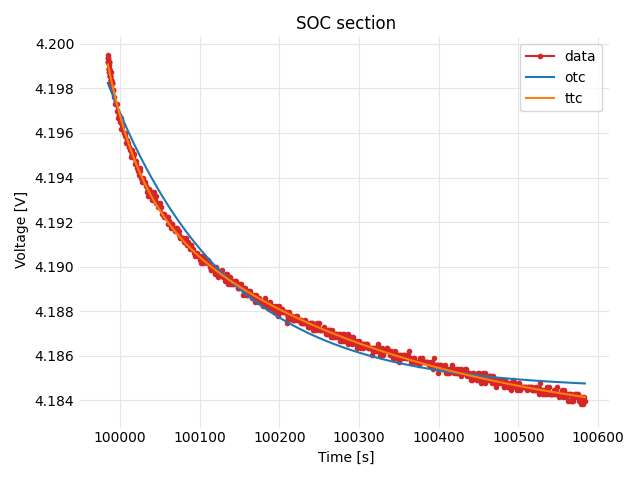 SOC section
4.200
4.198
4.196
4.194
4.192
4.190
4.188
4.186
4.184
Voltage [V]
data
otc
ttc
100000
100100
100200
100300
100400
100500
100600
Time [s]